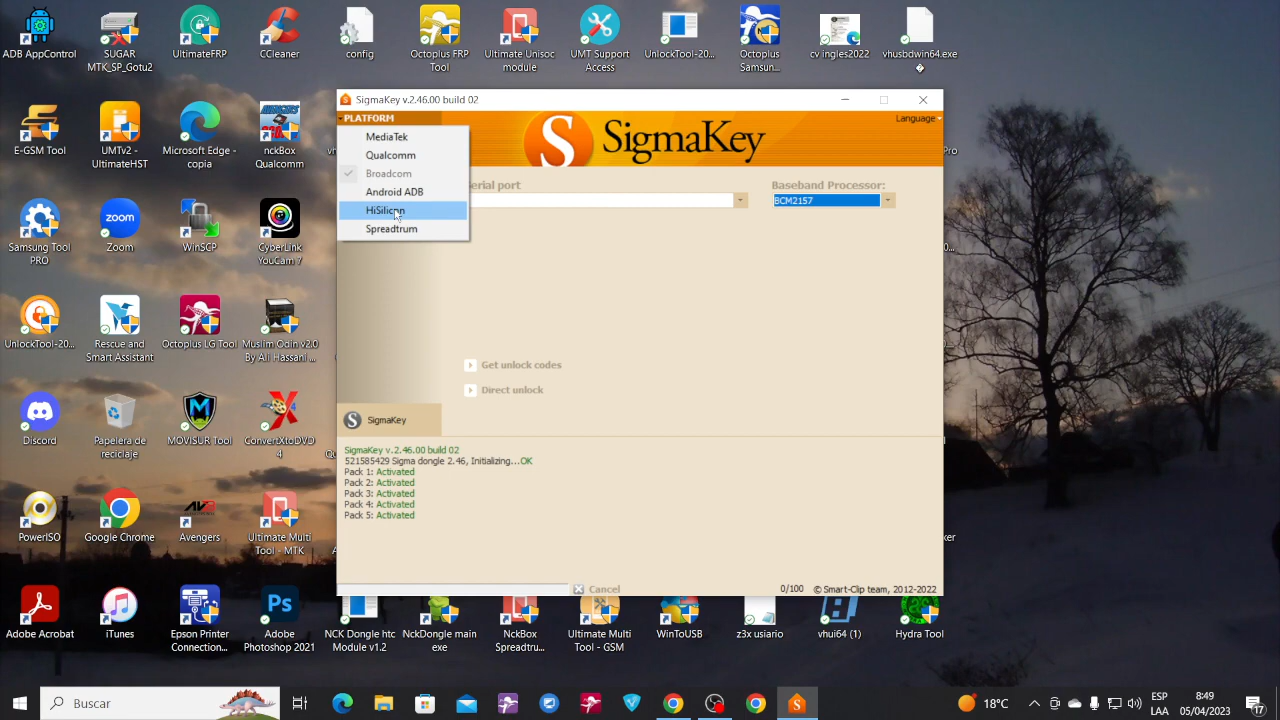 ADB AppControl
SUGAR
MTK_SP_Gotu2
UltimateFRP
CCleaner
config
Octoplus FRP
Tool
Ultimate Unisoc
module
UMT Support
Access
UnlockTool-20...
Octoplus
Samsun...
cv ingles2022
vhusbdwin64.exe
E-GSM Tool
UMTv2 -
UltimateHST
Microsoft Edge -
copia
nckBox
Qualcomm
Samsung Tool
PRO
Zoom
zoom
WinSCP
CyberLink
YouCam 7
UnlockTool-20...
Rescue and
Smart Assistant
Octoplus LG Tool
Muslim Odin v2.0
By Ali Hassani ...
Discord
Papelera de
reciclaje
MOVISUR Tool
ConvertXtoDVD
4
PowerISO
Google Chrome
Avengers
Ultimate Multi
Tool - MTK
Adobe Acrobat
iTunes
Epson Printer
Connection...
Ps
Adobe
Photoshop 2021
NCK Dongle htc
Module v1.2
NckDongle main
exe
NckBox
Spreadtru...
Ultimate Multi
Tool - GSM
WinToUSB
z3x usiario
vhui64 (1)
Hydra Tool
SigmaKey v.2.46.00 build 02
PLATFORM
Language
SigmaKey
MediaTek
Qualcomm
Broadcom
Android ADB
HiSilicon
Spreadtrum
erial port
Baseband Processor:
BCM2157
Get unlock codes
Direct unlock
SigmaKey
SigmaKey v.2.46.00 build 02
521585429 Sigma dongle 2.46, Initializing...OK
Pack 1: Activated
Pack 2: Activated
Pack 3: Activated
Pack 4: Activated
Pack 5: Activated
Cancel
0/100
© Smart-Clip team, 2012-2022
Buscar
18°C
ESP
LAA
8:49
05/04/2023
17